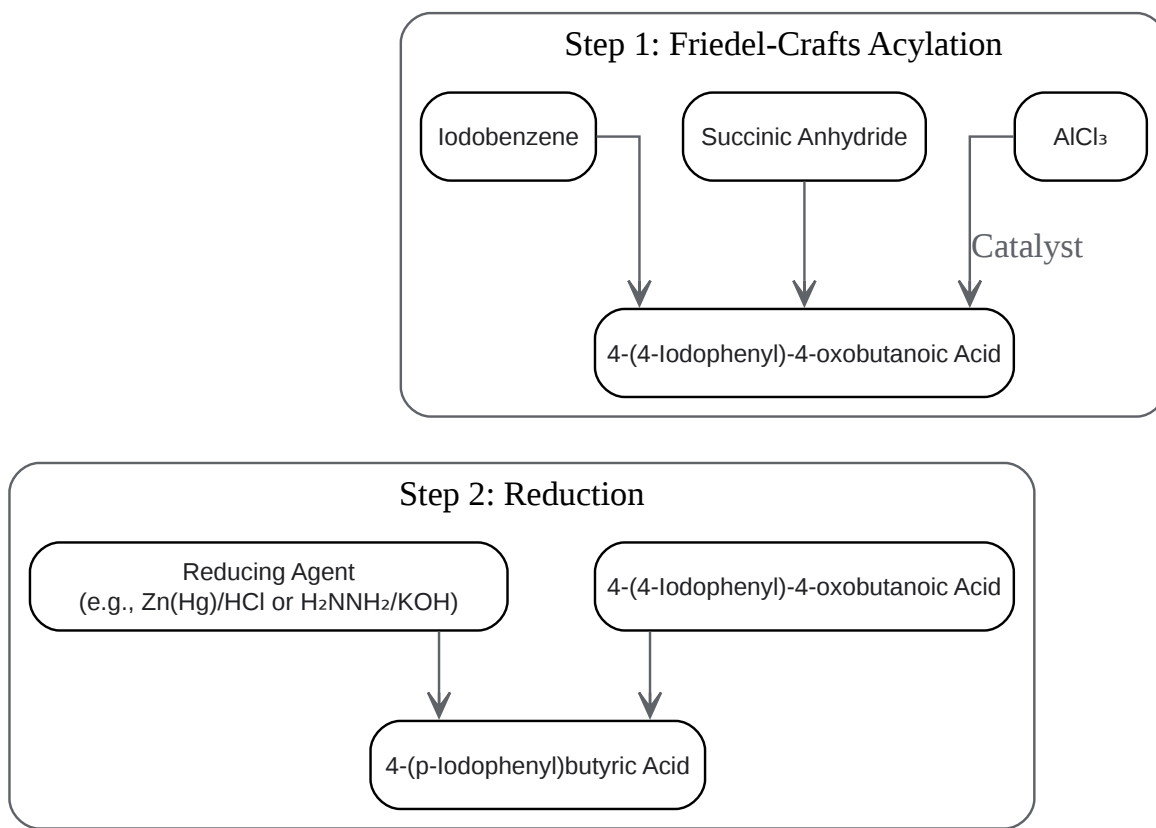 Step 1: Friedel-Crafts Acylation
Iodobenzene
Succinic Anhydride
AlCl₃
Catalyst
4-(4-Iodophenyl)-4-oxobutanoic Acid
Step 2: Reduction
Reducing Agent
(e.g., Zn(Hg)/HCl or H₂NNH₂/KOH)
4-(4-Iodophenyl)-4-oxobutanoic Acid
4-(p-Iodophenyl)butyric Acid